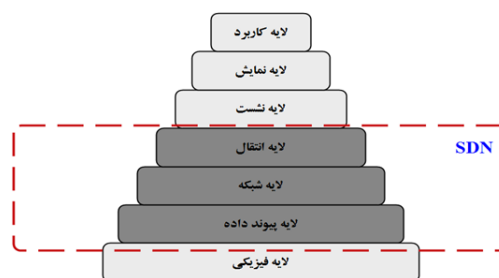 لایه کاربرد
لایه نمایش
لایه نشست
لایه انتقال
SDN
لایه شبکه
لایه پیوند داده
لایه فیزیکی